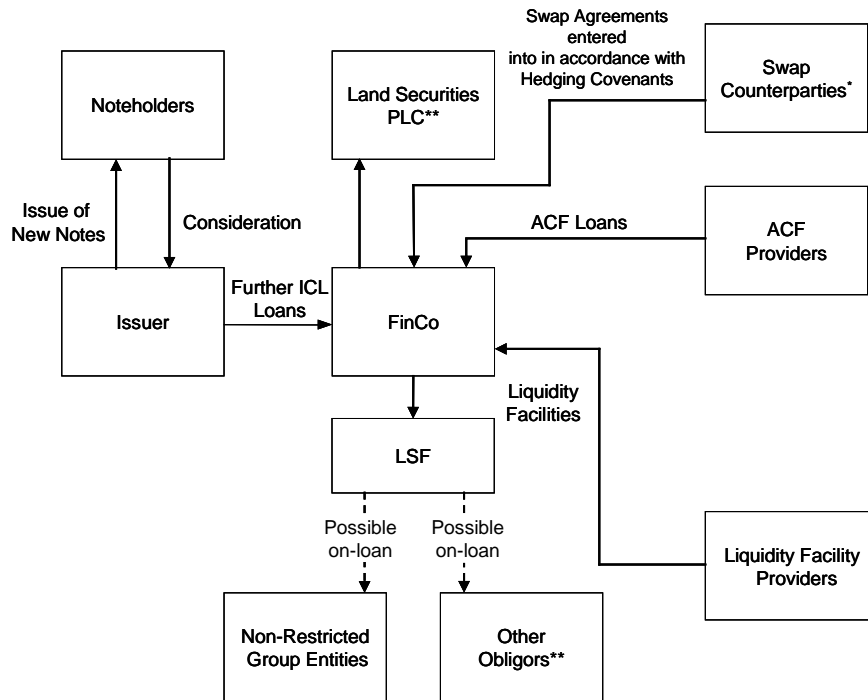 Swap Agreements
entered
into in accordance with
Hedging Covenants
Noteholders
Land Securities
PLC**
Swap
Counterparties*
Issue of
New Notes
Consideration
ACF Loans
ACF
Providers
Issuer
Further ICL
Loans
FinCo
Liquidity
Facilities
LSF
Possible
on-loan
Possible
on-loan
Liquidity Facility
Providers
Non-Restricted
Group Entities
Other
Obligors**